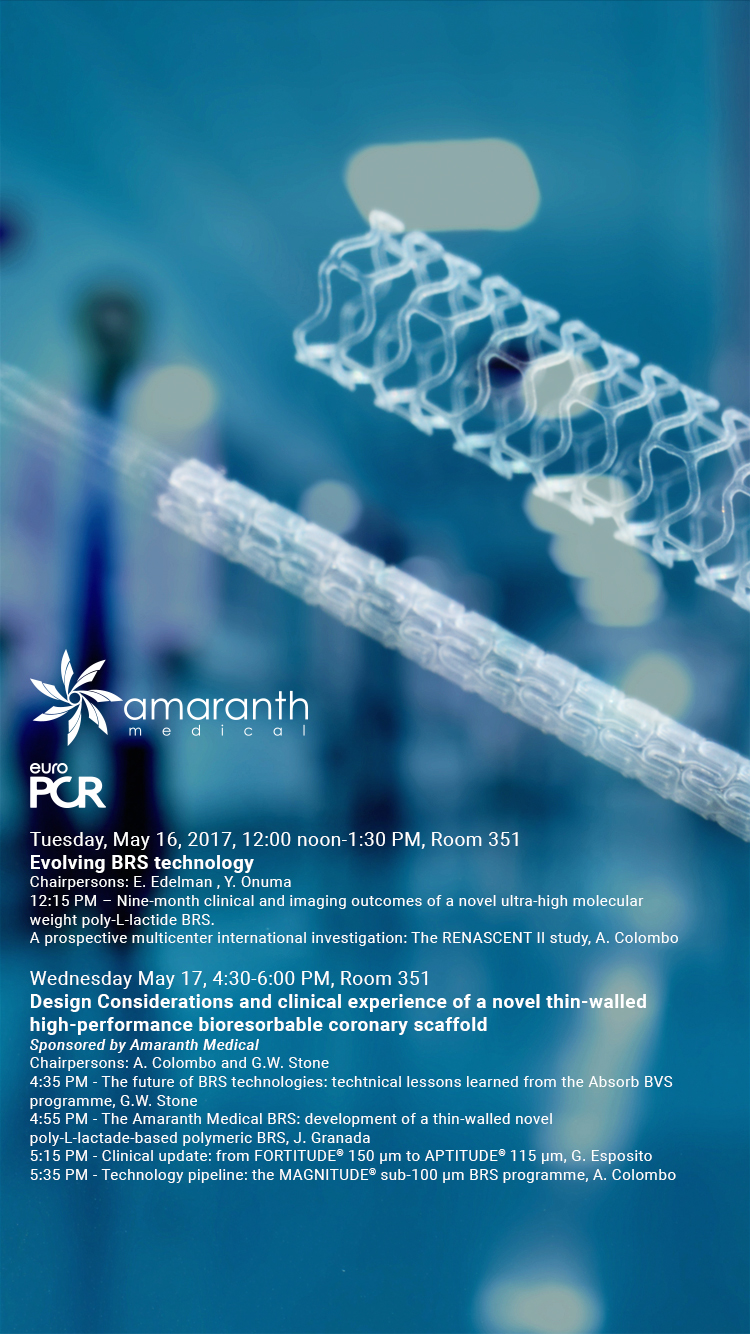 amaranth
medical
euro
PCR
Tuesday, May 16, 2017, 12:00 noon-1:30 PM, Room 351
Evolving BRS technology
Chairpersons: E. Edelman , Y. Onuma
12:15 PM – Nine-month clinical and imaging outcomes of a novel ultra-high molecular
weight poly-L-lactide BRS.
A prospective multicenter international investigation: The RENASCENT II study, A. Colombo
Wednesday May 17, 4:30-6:00 PM, Room 351
Design Considerations and clinical experience of a novel thin-walled
high-performance bioresorbable coronary scaffold
Sponsored by Amaranth Medical
Chairpersons: A. Colombo and G.W. Stone
4:35 PM - The future of BRS technologies: techtnical lessons learned from the Absorb BVS
programme, G.W. Stone
4:55 PM - The Amaranth Medical BRS: development of a thin-walled novel
poly-L-lactade-based polymeric BRS, J. Granada
5:15 PM - Clinical update: from FORTITUDE® 150 µm to APTITUDE® 115 µm, G. Esposito
5:35 PM - Technology pipeline: the MAGNITUDE® sub-100 µm BRS programme, A. Colombo